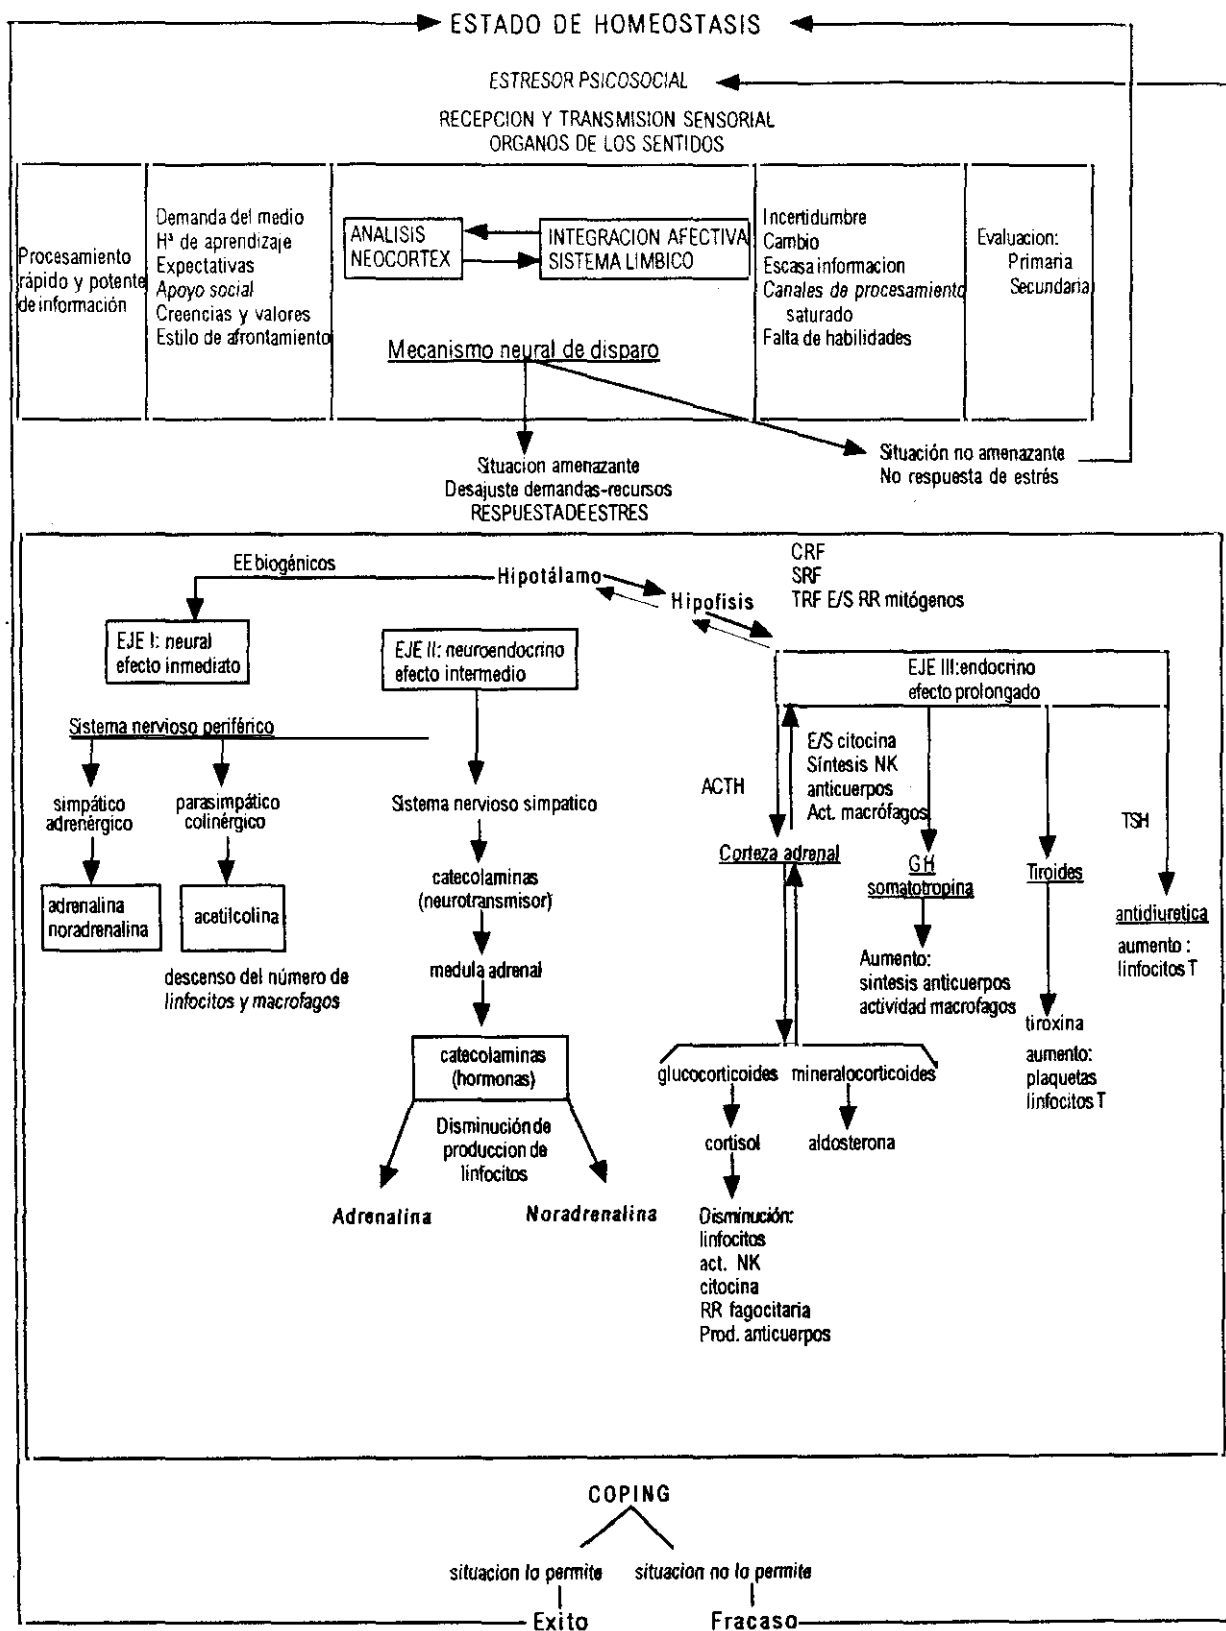 ESTADO DE HOMEOSTASIS
ESTRESOR PSICOSOCIAL
RECEPCION Y TRANSMISION SENSORIAL
ORGANOS DE LOS SENTIDOS
Procesamiento
rápido y potente
de información
Demanda del medio
Hª de aprendizaje
Expectativas
Apoyo social
Creencias y valores
Estilo de afrontamiento
ANALISIS
NEOCORTEX
INTEGRACION AFECTIVA
SISTEMA LIMBICO
Mecanismo neural de disparo
Incertidumbre
Cambio
Escasa informacion
Canales de procesamiento
saturado
Falta de habilidades
Evaluacion:
Primaria
Secundaria
Situacion amenazante
Desajuste demandas-recursos
RESPUESTA DE ESTRES
Situación no amenazante
No respuesta de estrés
EE biogénicos
Hipotálamo
Hipofisis
CRF
SRF
TRF E/S RR mitógenos
EJE I: neural
efecto inmediato
EJE II: neuroendocrino
efecto intermedio
EJE III: endocrino
efecto prolongado
Sistema nervioso periférico
simpático
adrenérgico
parasimpático
colinérgico
adrenalina
noradrenalina
acetilcolina
descenso del número de
linfocitos y macrofagos
Sistema nervioso simpatico
catecolaminas
(neurotransmisor)
medula adrenal
catecolaminas
(hormonas)
Disminución de
produccion de
linfocitos
Adrenalina
Noradrenalina
ACTH
E/S citocina
Síntesis NK
anticuerpos
Act. macrófagos
TSH
Corteza adrenal
GH
somatotropina
Tiroides
antidiuretica
aumento :
linfocitos T
Aumento:
sintesis anticuerpos
actividad macrofagos
tiroxina
aumento:
plaquetas
linfocitos T
glucocorticoides
mineralocorticoides
cortisol
aldosterona
Disminución:
linfocitos
act. NK
citocina
RR fagocitaria
Prod. anticuerpos
COPING
situacion lo permite
situacion no lo permite
Exito
Fracaso